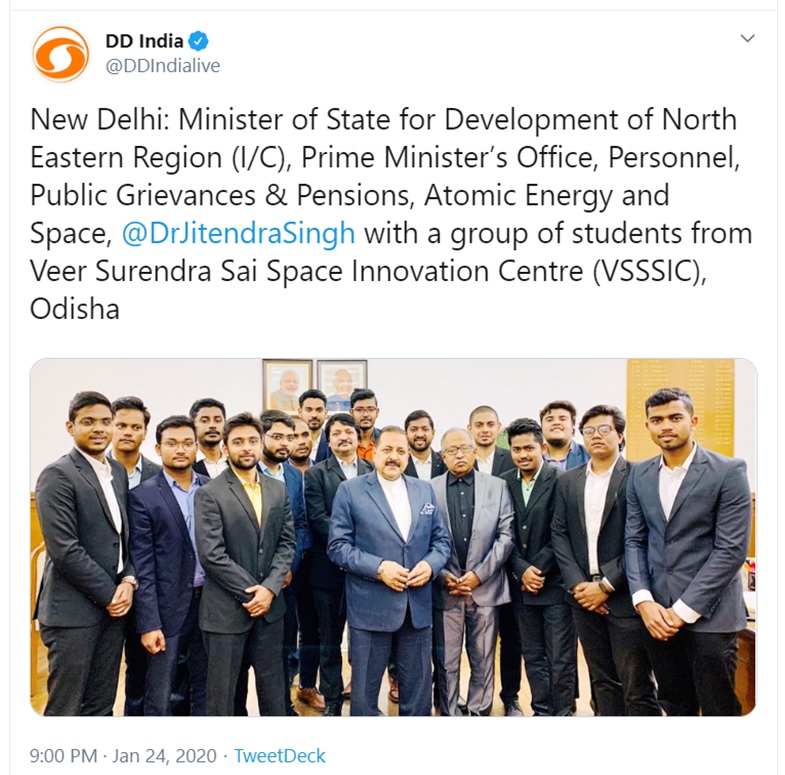 DD India
@DDIndialive
New Delhi: Minister of State for Development of North
Eastern Region (I/C), Prime Minister’s Office, Personnel,
Public Grievances & Pensions, Atomic Energy and
Space, @DrJitendraSingh with a group of students from
Veer Surendra Sai Space Innovation Centre (VSSSIC),
Odisha
9:00 PM · Jan 24, 2020 · TweetDeck